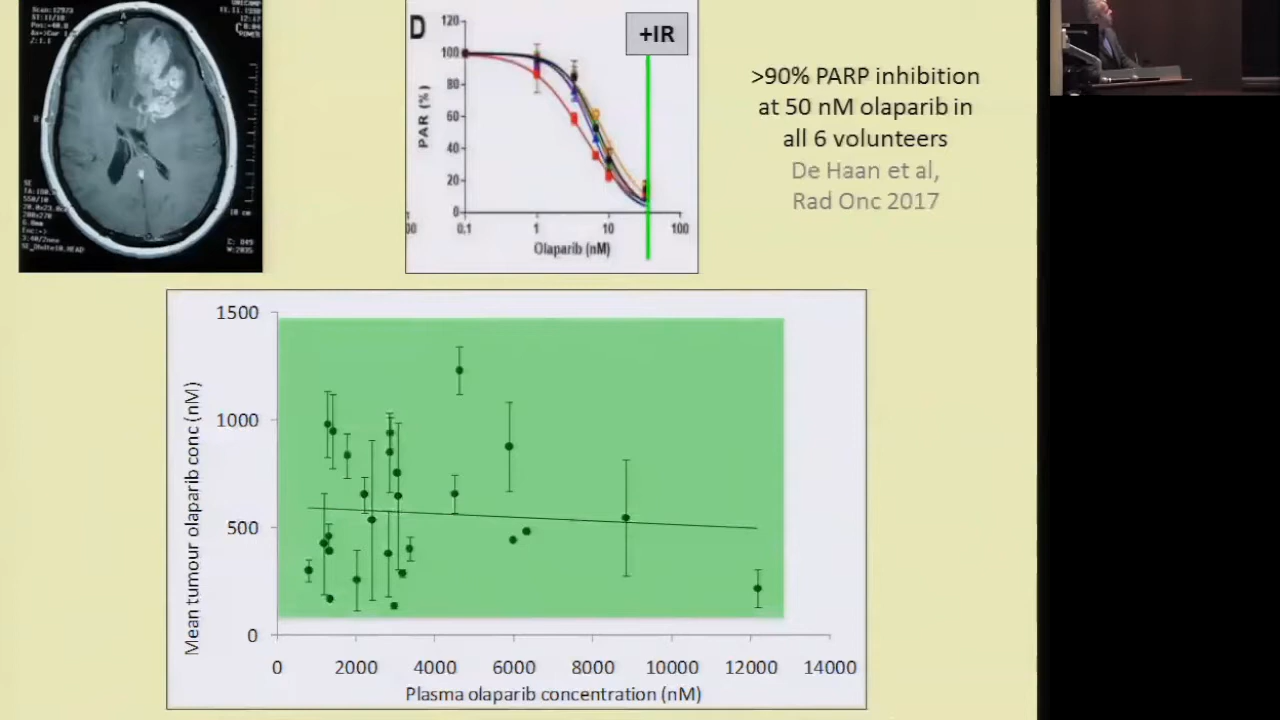 D
+IR
120
100
80
60
40
20
0
PAR (%)
0.1
1
10
100
Olaparib (nM)
>90% PARP inhibition
at 50 nM olaparib in
all 6 volunteers
De Haan et al,
Rad Onc 2017
1500
1000
500
0
Mean tumour olaparib conc (nM)
0
2000
4000
6000
8000
10000
12000
14000
Plasma olaparib concentration (nM)